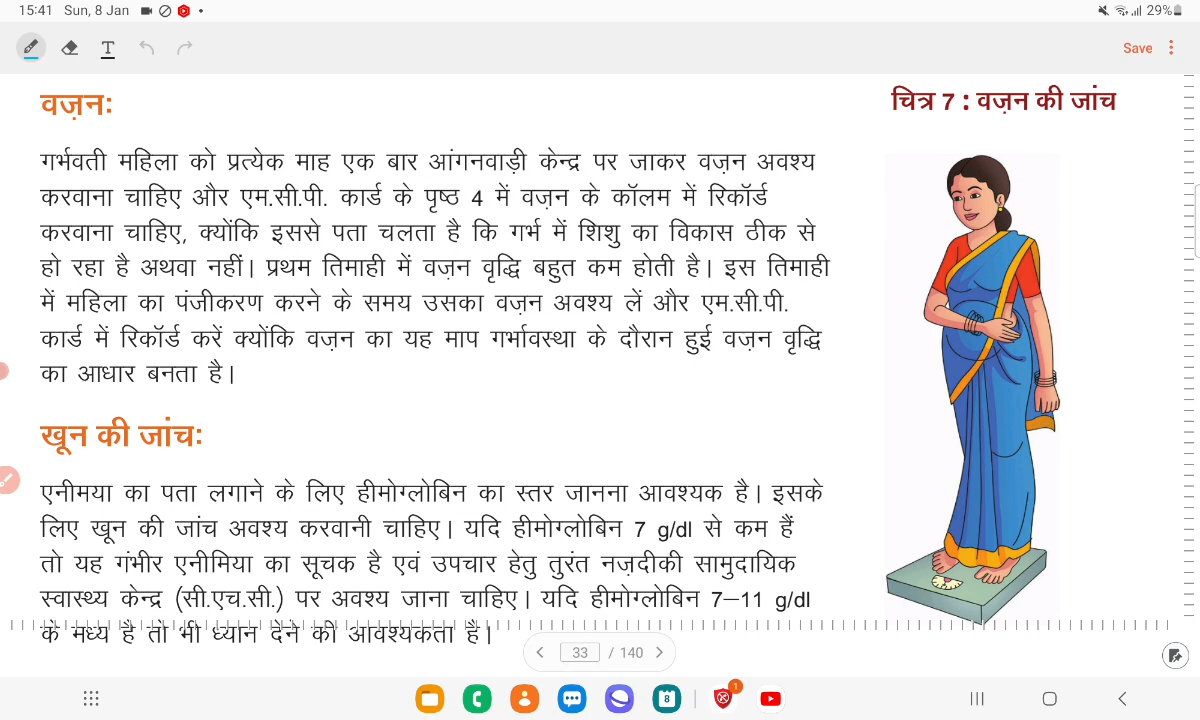 15:41 Sun, 8 Jan
29%
T
Save
वज़न:
चित्र 7 : वज़न की जांच
गर्भवती महिला को प्रत्येक माह एक बार आंगनवाड़ी केन्द्र पर जाकर वज़न अवश्य
करवाना चाहिए और एम.सी.पी. कार्ड के पृष्ठ 4 में वज़न के कॉलम में रिकॉर्ड
करवाना चाहिए, क्योंकि इससे पता चलता है कि गर्भ में शिशु का विकास ठीक से
हो रहा है अथवा नहीं। प्रथम तिमाही में वज़न वृद्धि बहुत कम होती है। इस तिमाही
में महिला का पंजीकरण करने के समय उसका वज़न अवश्य लें और एम.सी.पी.
कार्ड में रिकॉर्ड करें क्योंकि वज़न का यह माप गर्भावस्था के दौरान हुई वज़न वृद्धि
का आधार बनता है।
खून की जांच:
एनीमया का पता लगाने के लिए हीमोग्लोबिन का स्तर जानना आवश्यक है। इसके
लिए खून की जांच अवश्य करवानी चाहिए। यदि हीमोग्लोबिन 7 g/dl से कम हैं
तो यह गंभीर एनीमिया का सूचक है एवं उपचार हेतु तुरंत नज़दीकी सामुदायिक
स्वास्थ्य केन्द्र (सी.एच.सी.) पर अवश्य जाना चाहिए। यदि हीमोग्लोबिन 7–11 g/dl
के मध्य है तो भी ध्यान देने की आवश्यकता है।
33 / 140
8
1